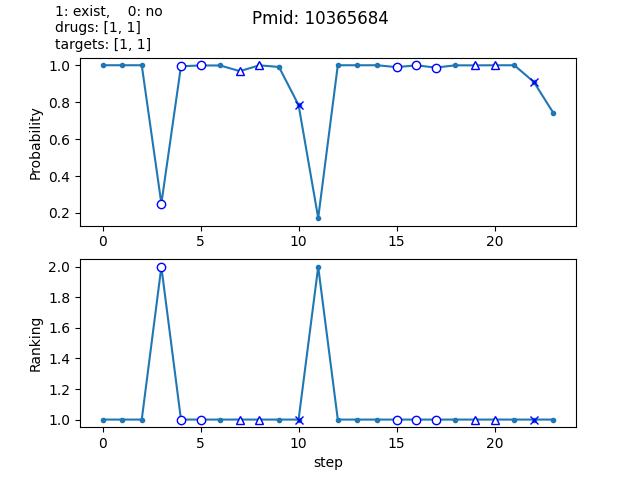 1: exist,    0: no
drugs: [1, 1]
targets: [1, 1]
Pmid: 10365684
Probability
1.0
0.8
0.6
0.4
0.2
0 5 10 15 20
Ranking
2.0
1.8
1.6
1.4
1.2
1.0
0 5 10 15 20
step